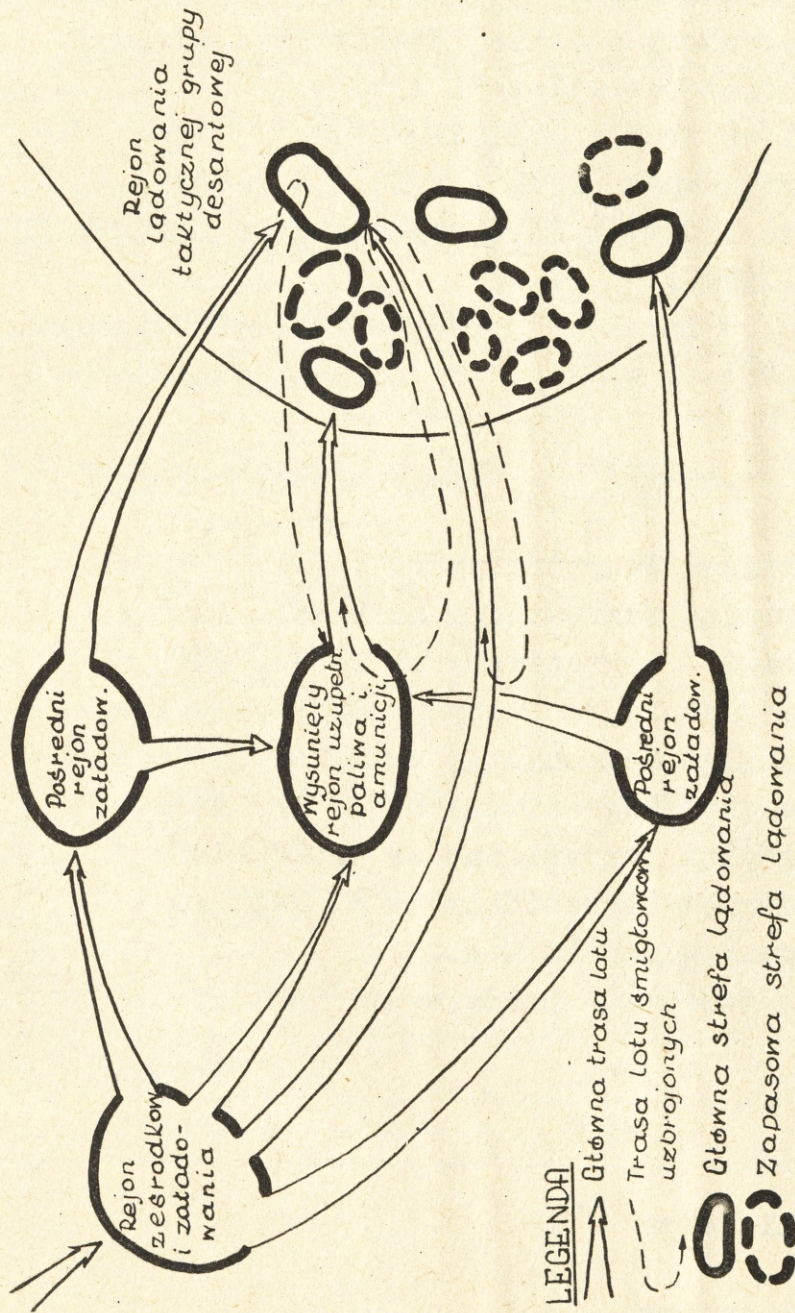 Rejon
lądowania
taktycznej grupy
desantowej
Pośredni
rejon
załadow.
Wysunięty
rejon uzupełn.
paliwa i
amunicji
Pośredni
rejon
załadow.
Rejon
ześrodkow.
i załado-
wania
LEGENDA
Główna trasa lotu
Trasa lotu śmigłowców
uzbrojonych
Główna strefa lądowania
Zapasowa strefa lądowania